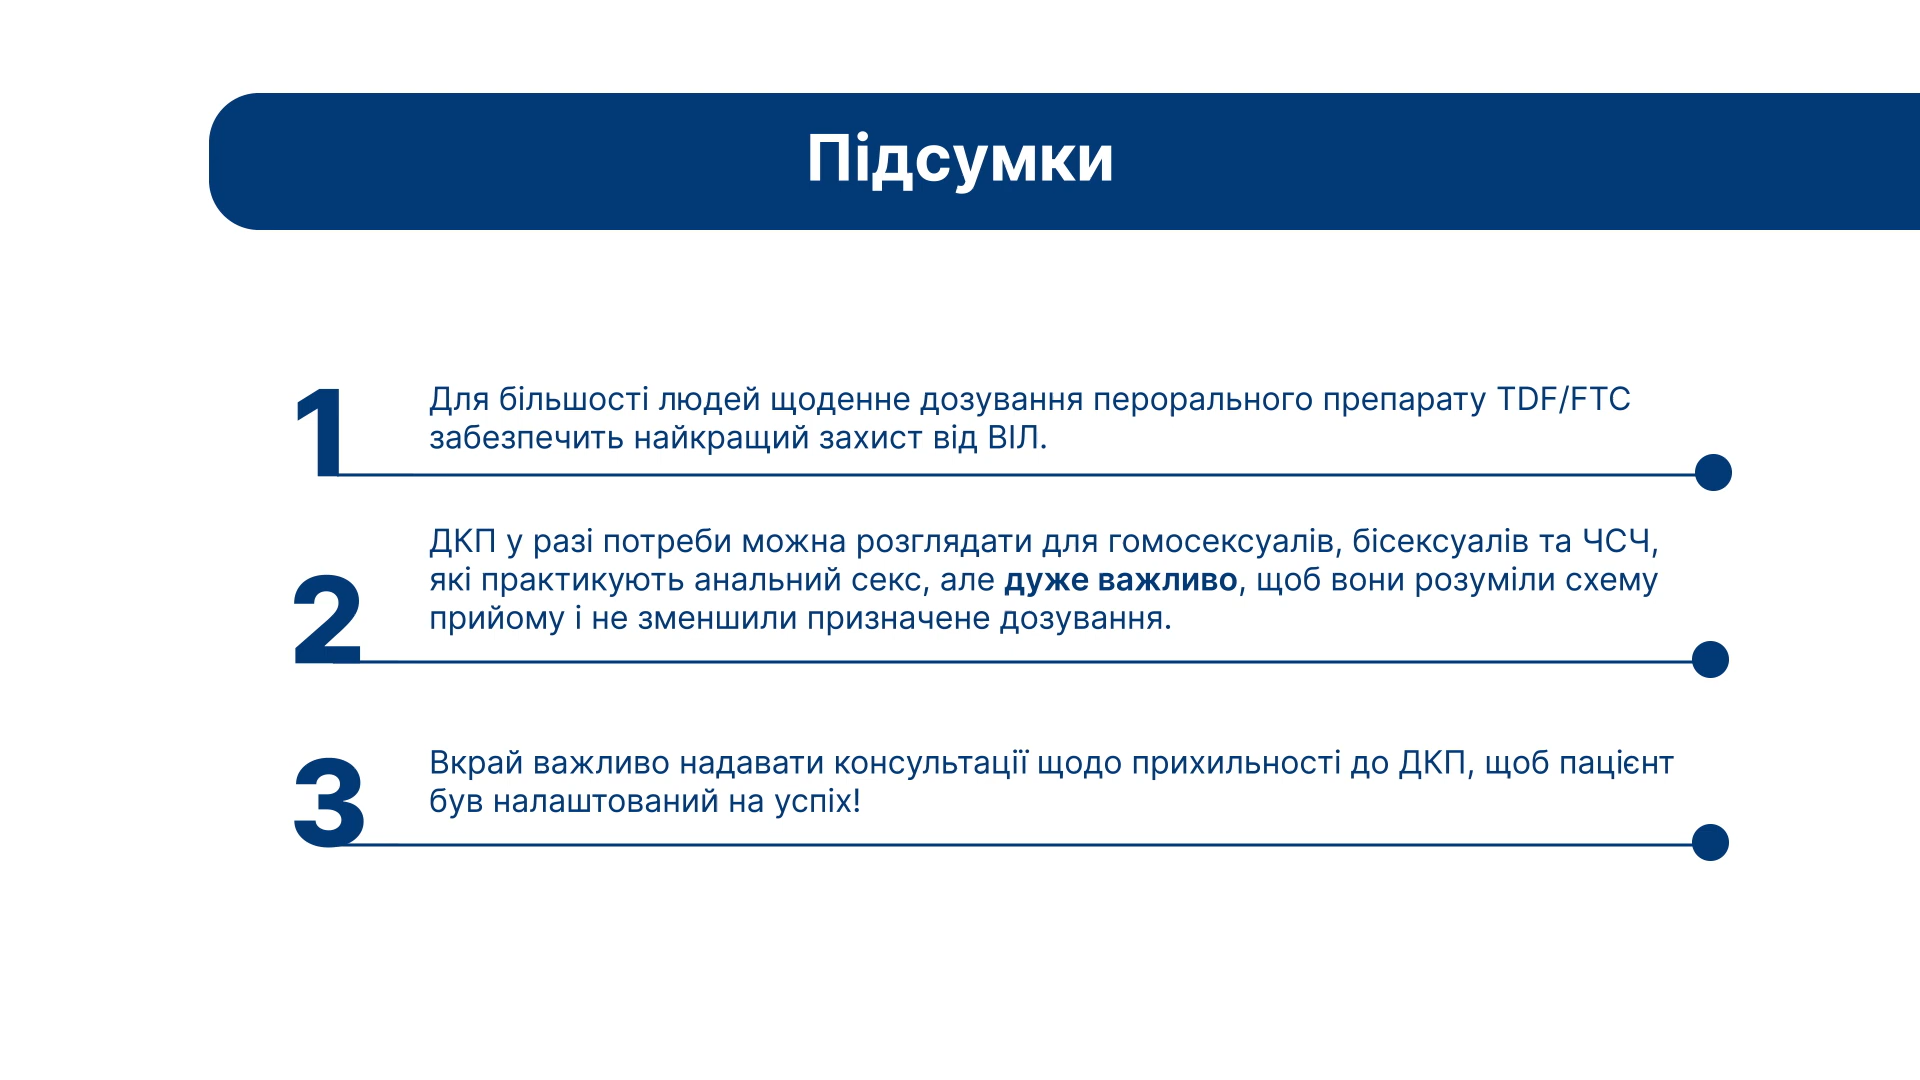 Підсумки
1
Для більшості людей щоденне дозування перорального препарату TDF/FTC
забезпечить найкращий захист від ВІЛ.
2
ДКП у разі потреби можна розглядати для гомосексуалів, бісексуалів та ЧСЧ,
які практикують анальний секс, але дуже важливо, щоб вони розуміли схему
прийому і не зменшили призначене дозування.
3
Вкрай важливо надавати консультації щодо прихильності до ДКП, щоб пацієнт
був налаштований на успіх!